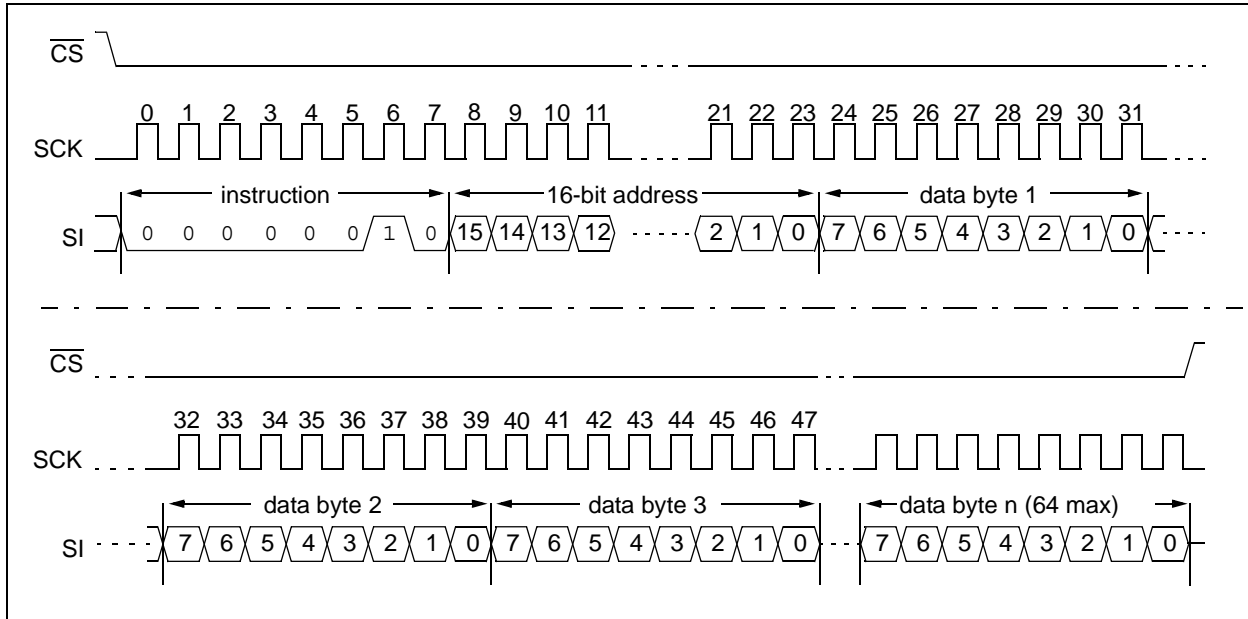 CS
0 1 2 3 4 5 6 7 8 9 10 11 21 22 23 24 25 26 27 28 29 30 31
SCK
instruction 16-bit address data byte 1
SI 0 0 0 0 0 0 1 0 15 14 13 12 2 1 0 7 6 5 4 3 2 1 0
CS
32 33 34 35 36 37 38 39 40 41 42 43 44 45 46 47
SCK
data byte 2 data byte 3 data byte n (64 max)
SI 7 6 5 4 3 2 1 0 7 6 5 4 3 2 1 0 7 6 5 4 3 2 1 0